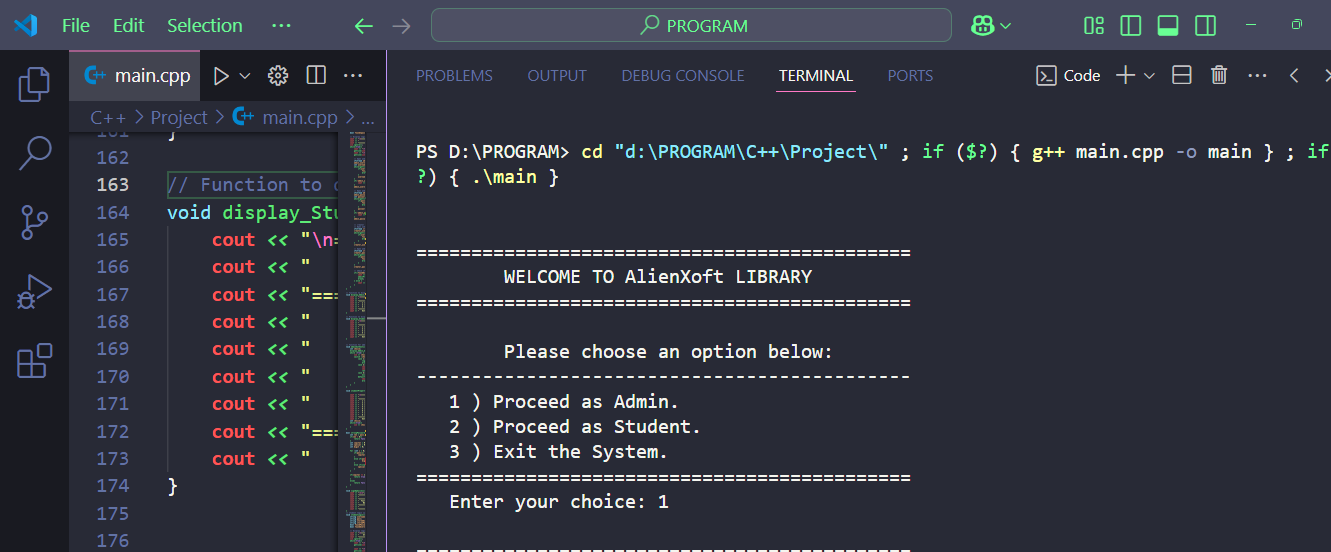 File Edit Selection ··· PROGRAM
main.cpp
C++ > Project > main.cpp > ...
161 }
162
163 // Function to
164 void display_Stu
165 cout << "\n=
166 cout << "
167 cout << "===
168 cout << "
169 cout << "
170 cout << "
171 cout << "
172 cout << "===
173 cout << "
174 }
175
176
PROBLEMS OUTPUT DEBUG CONSOLE TERMINAL PORTS Code
PS D:\PROGRAM> cd "d:\PROGRAM\C++\Project\" ; if ($?) { g++ main.cpp -o main } ; if
?) { .\main }
=============================================
WELCOME TO AlienXoft LIBRARY
=============================================
Please choose an option below:
---------------------------------------------
1 ) Proceed as Admin.
2 ) Proceed as Student.
3 ) Exit the System.
=============================================
Enter your choice: 1
=============================================